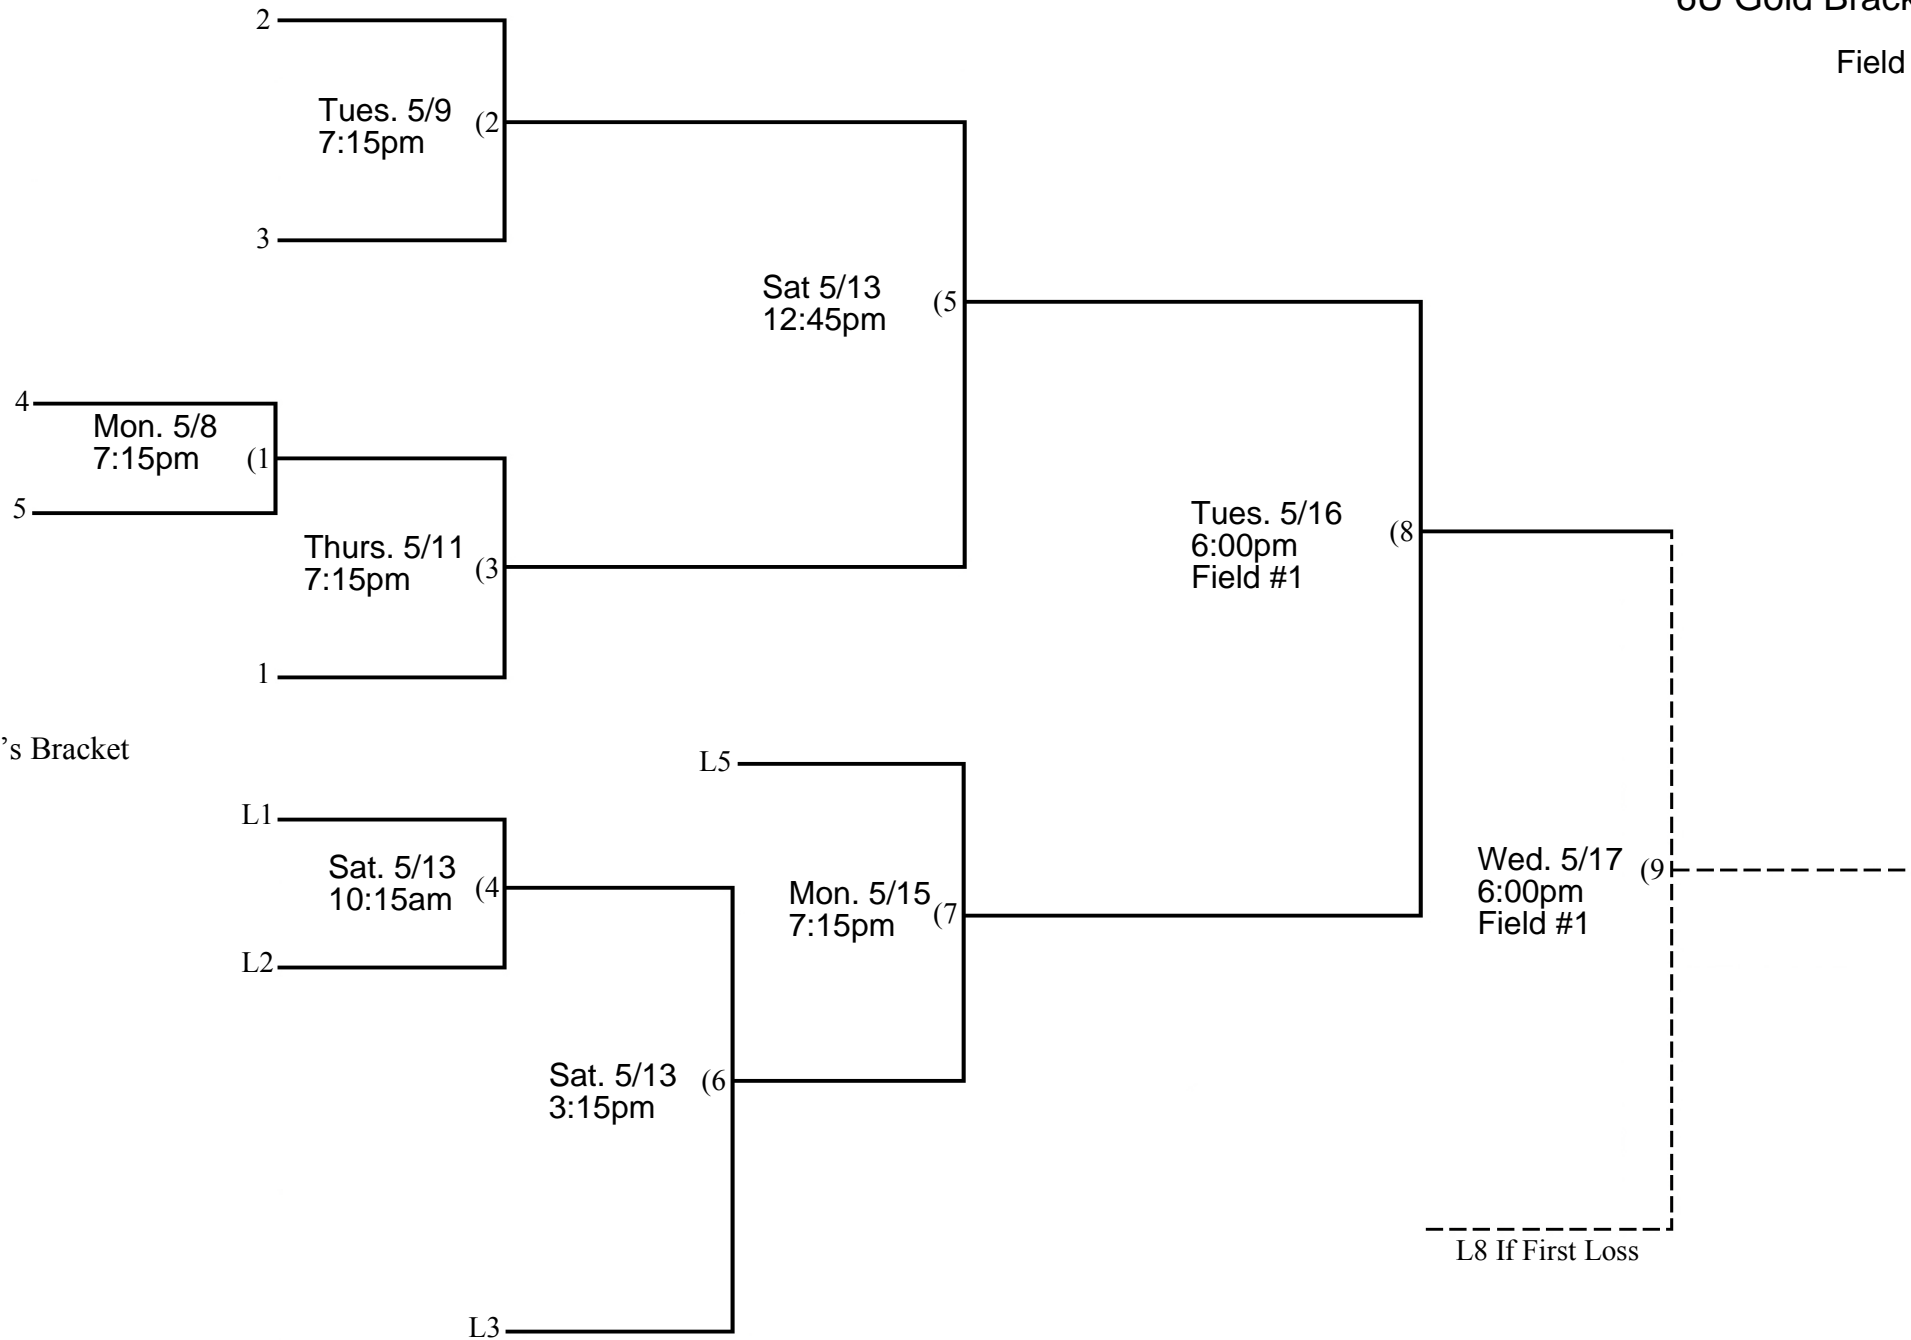 2
Field
Tues. 5/9
7:15pm
(2
3
Sat 5/13
12:45pm
(5
4
Mon. 5/8
7:15pm
(1
5
Thurs. 5/11
7:15pm
(3
Tues. 5/16
6:00pm
Field #1
(8
1
’s Bracket
L5
L1
Sat. 5/13
10:15am
(4
Mon. 5/15
7:15pm
(7
Wed. 5/17
6:00pm
Field #1
(9
L2
Sat. 5/13
3:15pm
(6
L8 If First Loss
L3
6U Gold